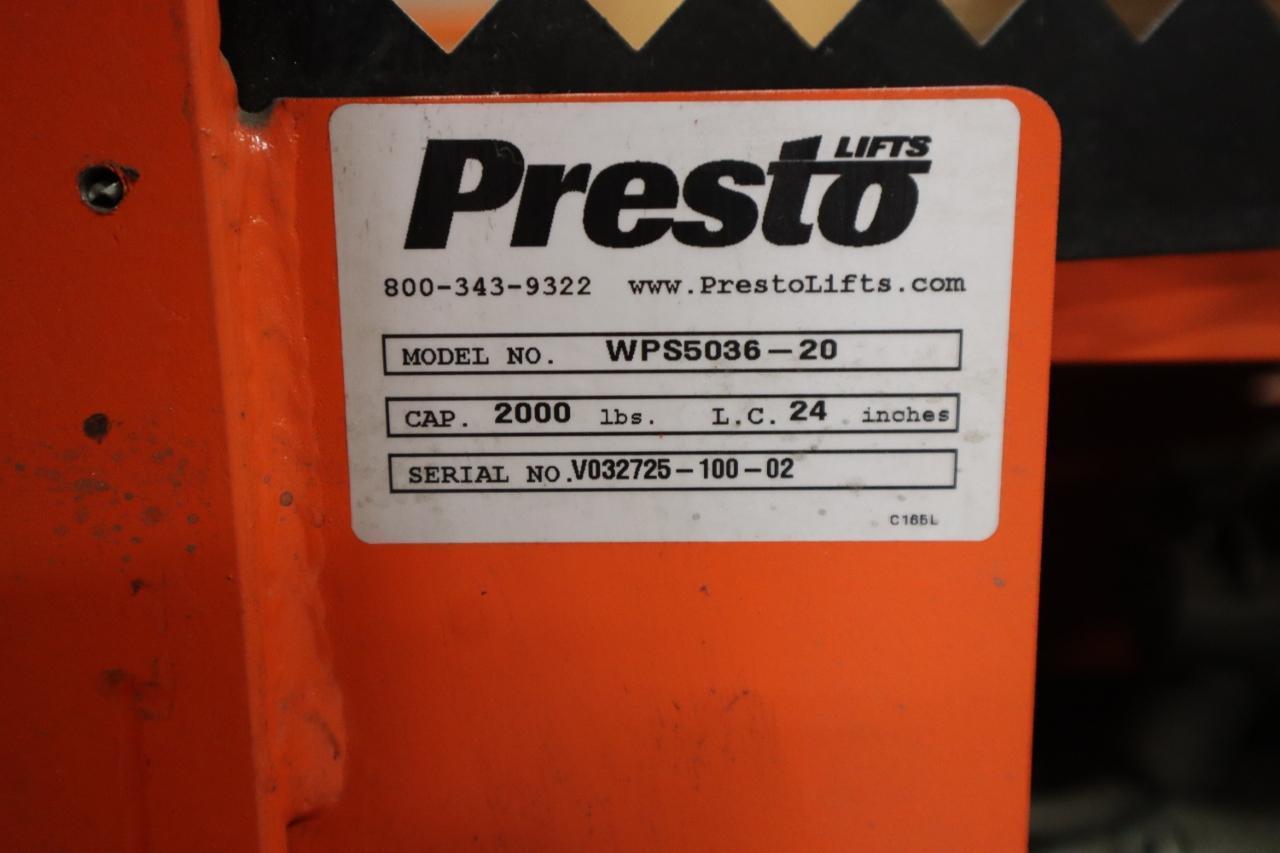 Presto LIFTS
800-343-9322 www.PrestoLifts.com
MODEL NO. WPS5036-20
CAP. 2000 lbs. L.C. 24 inches
SERIAL NO. V032725-100-02
C165L